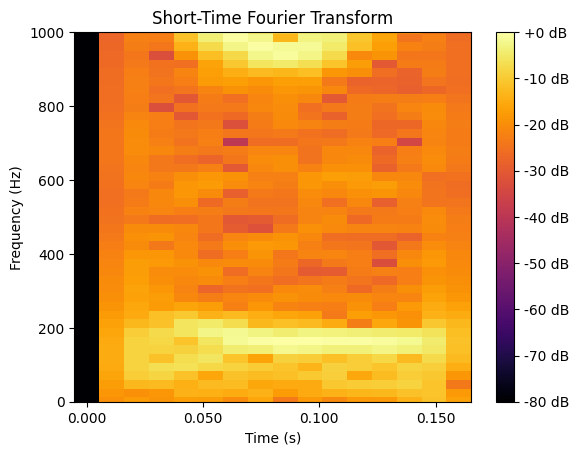 Short-Time Fourier Transform
Frequency (Hz)
1000
800
600
400
200
0
0.000
0.050
0.100
0.150
Time (s)
+0 dB
-10 dB
-20 dB
-30 dB
-40 dB
-50 dB
-60 dB
-70 dB
-80 dB